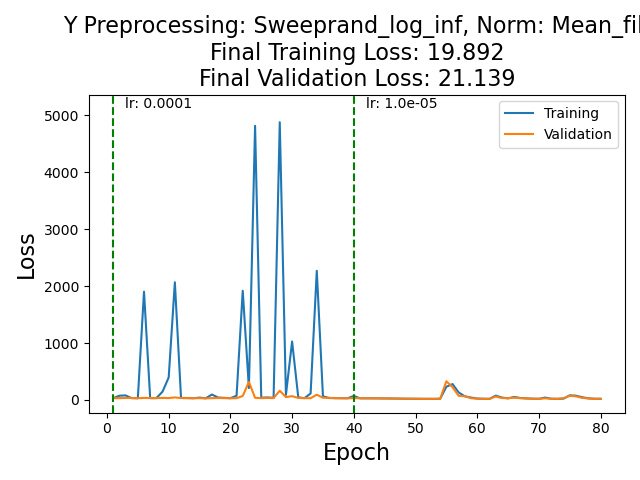 Y Preprocessing: Sweeprand_log_inf, Norm: Mean_fil
Final Training Loss: 19.892
Final Validation Loss: 21.139
lr: 0.0001
lr: 1.0e-05
Training
Validation
5000
4000
3000
2000
1000
0
Loss
0 10 20 30 40 50 60 70 80
Epoch